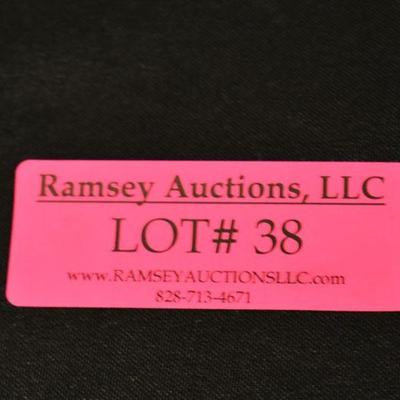 Ramsey Auctions, LLC
LOT# 38
www.RAMSEYAUCTIONSLLC.com
828-713-4671